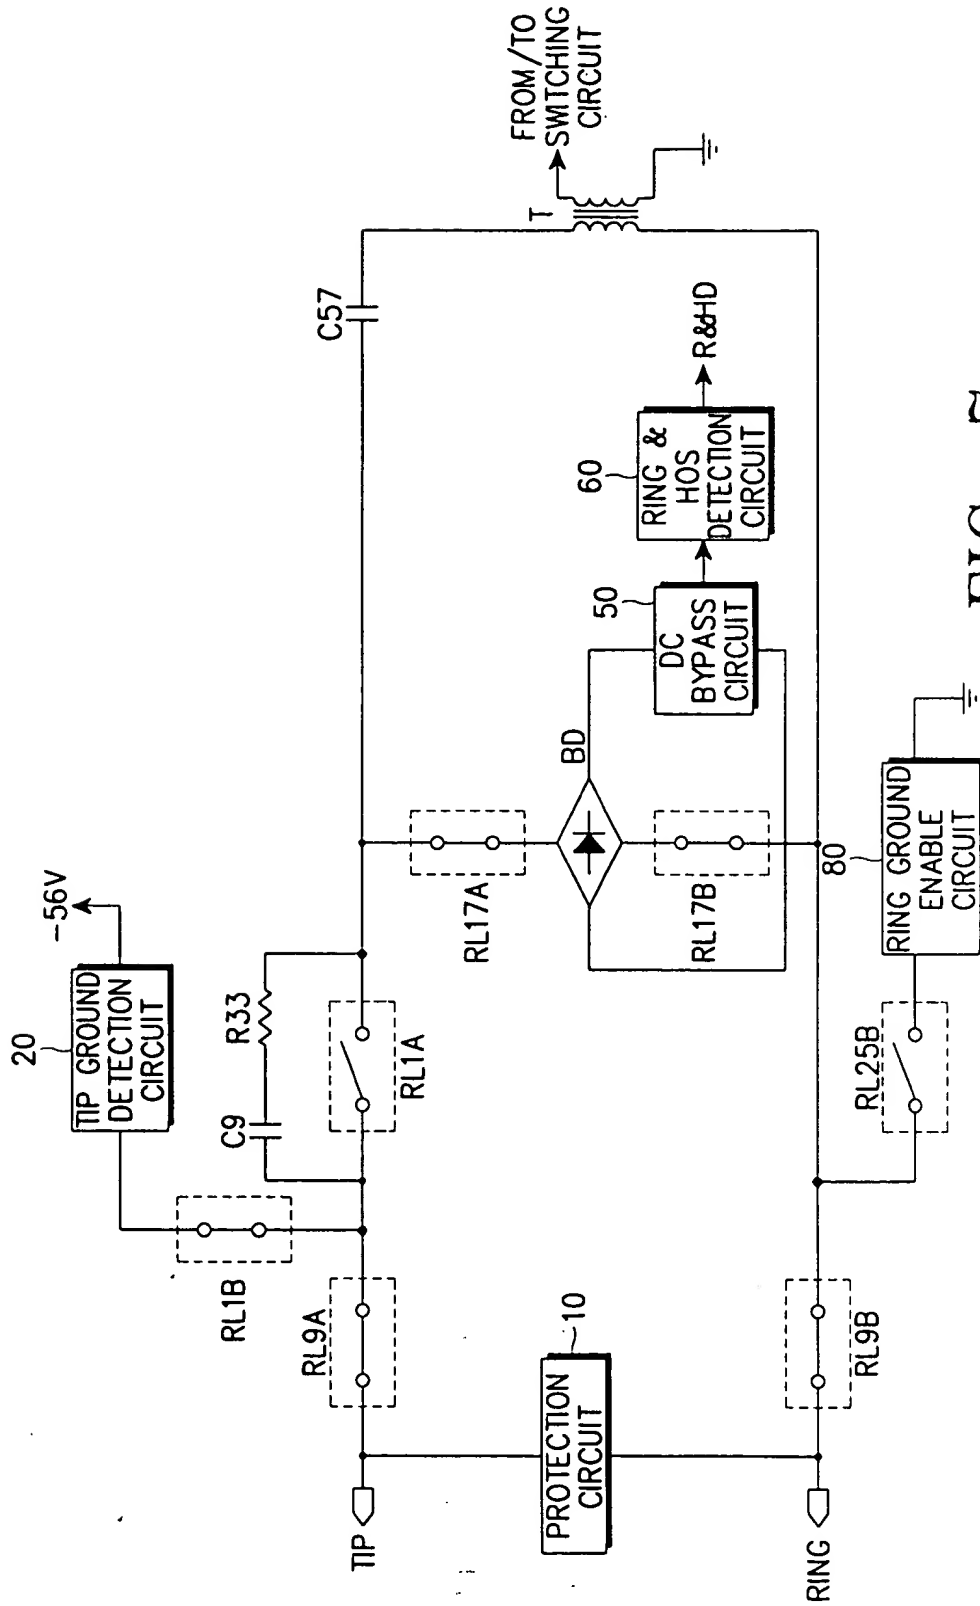 20
TIP GROUND
DETECTION
CIRCUIT
-56V
RL1B
C9
R33
C57
T
FROM/TO
SWITCHING
CIRCUIT
TIP
RL9A
RL1A
RL17A
BD
50
DC
BYPASS
CIRCUIT
60
RING &
HOS
DETECTION
CIRCUIT
R&HD
PROTECTION
CIRCUIT
10
RL17B
RING
RL9B
RL25B
80
RING GROUND
ENABLE
CIRCUIT